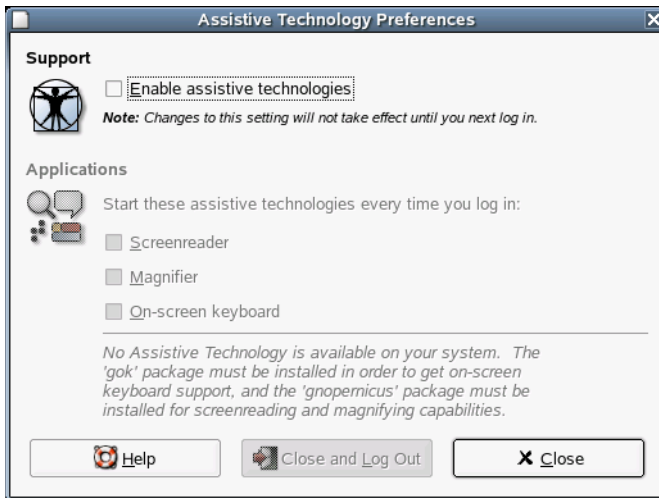 Assistive Technology Preferences
Support
Enable assistive technologies
Note: Changes to this setting will not take effect until you next log in.
Applications
Start these assistive technologies every time you log in:
Screenreader
Magnifier
On-screen keyboard
No Assistive Technology is available on your system. The
'gok' package must be installed in order to get on-screen
keyboard support, and the 'gnopernicus' package must be
installed for screenreading and magnifying capabilities.
Help
Close and Log Out
Close